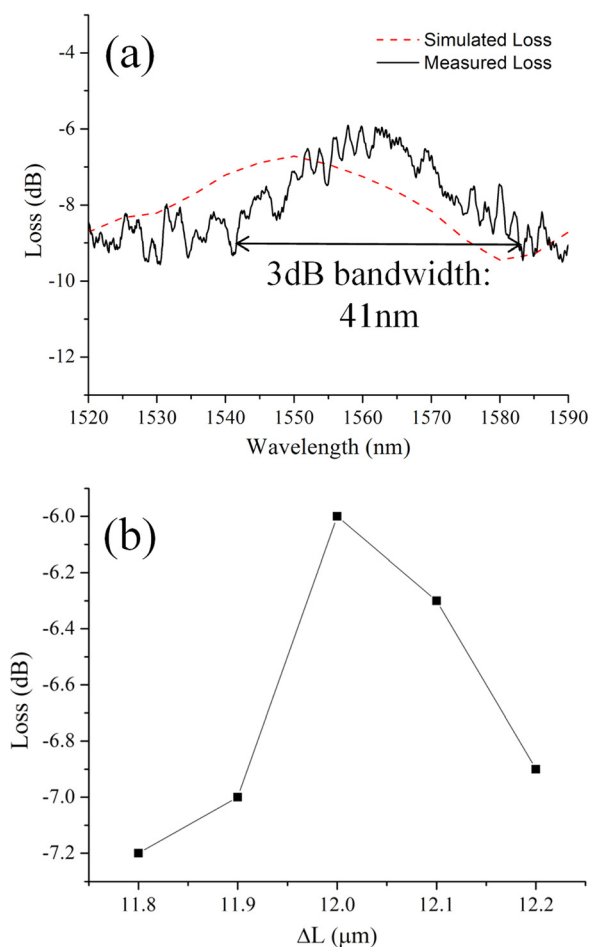 (a)
Simulated Loss
Measured Loss
-4
-6
-8
-10
-12
Loss (dB)
3dB bandwidth:
41nm
1520 1530 1540 1550 1560 1570 1580 1590
Wavelength (nm)
(b)
-6.0
-6.2
-6.4
-6.6
-6.8
-7.0
-7.2
Loss (dB)
11.8 11.9 12.0 12.1 12.2
ΔL (μm)